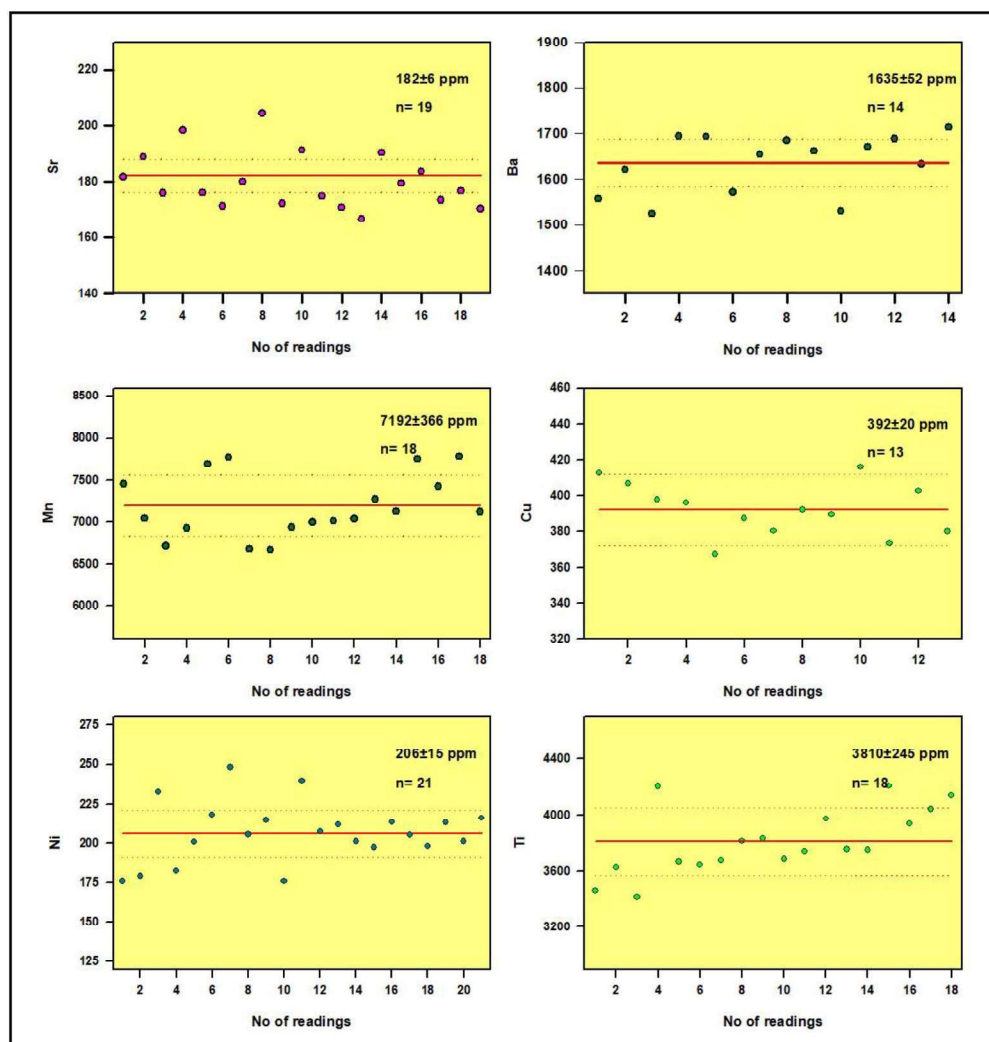 220
200
180
160
140
Sr
182±6 ppm
n= 19
2 4 6 8 10 12 14 16 18
No of readings
1900
1800
1700
1600
1500
1400
Ba
1635±52 ppm
n= 14
2 4 6 8 10 12 14
No of readings
8500
8000
7500
7000
6500
6000
Mn
7192±366 ppm
n= 18
2 4 6 8 10 12 14 16 18
No of readings
460
440
420
400
380
360
340
320
Cu
392±20 ppm
n= 13
2 4 6 8 10 12
No of readings
275
250
225
200
175
150
125
Ni
206±15 ppm
n= 21
2 4 6 8 10 12 14 16 18 20
No of readings
4400
4000
3600
3200
Ti
3810±245 ppm
n= 18
2 4 6 8 10 12 14 16 18
No of readings